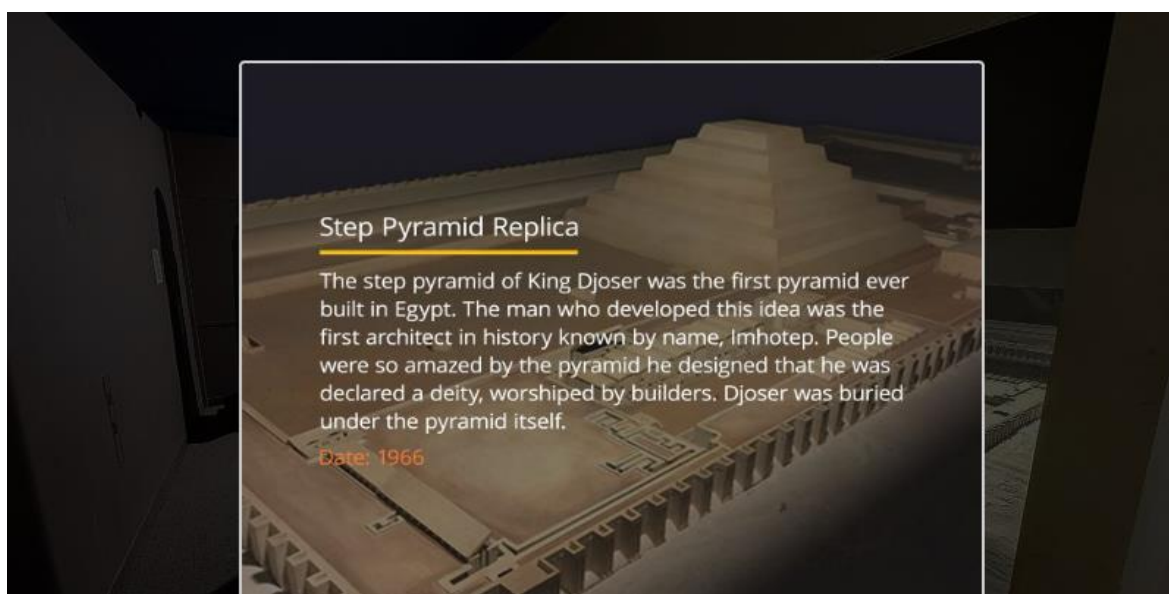 Step Pyramid Replica
The step pyramid of King Djoser was the first pyramid ever
built in Egypt. The man who developed this idea was the
first architect in history known by name, Imhotep. People
were so amazed by the pyramid he designed that he was
declared a deity, worshiped by builders. Djoser was buried
under the pyramid itself.
Date: 1966